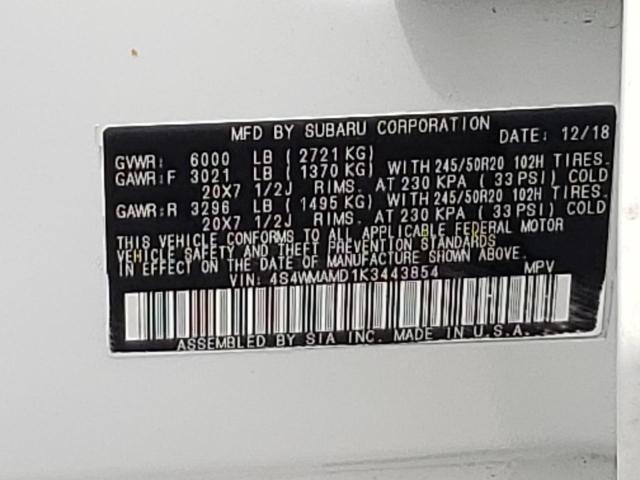 MFD BY SUBARU CORPORATION DATE: 12/18
GVWR: 6000 LB ( 2721 KG)
GAWR:F 3021 LB ( 1370 KG) WITH 245/50R20 102H TIRES.
20X7 1/2J RIMS. AT 230 KPA ( 33 PSI) COLD
GAWR:R 3296 LB ( 1495 KG) WITH 245/50R20 102H TIRES.
20X7 1/2J RIMS. AT 230 KPA ( 33 PSI) COLD
THIS VEHICLE CONFORMS TO ALL APPLICABLE FEDERAL MOTOR
VEHICLE SAFETY AND THEFT PREVENTION STANDARDS
IN EFFECT ON THE DATE OF MANUFACTURE SHOWN ABOVE.
VIN: 4S4WMAMD1K3443854 MPV
ASSEMBLED BY SIA INC. MADE IN U.S.A.